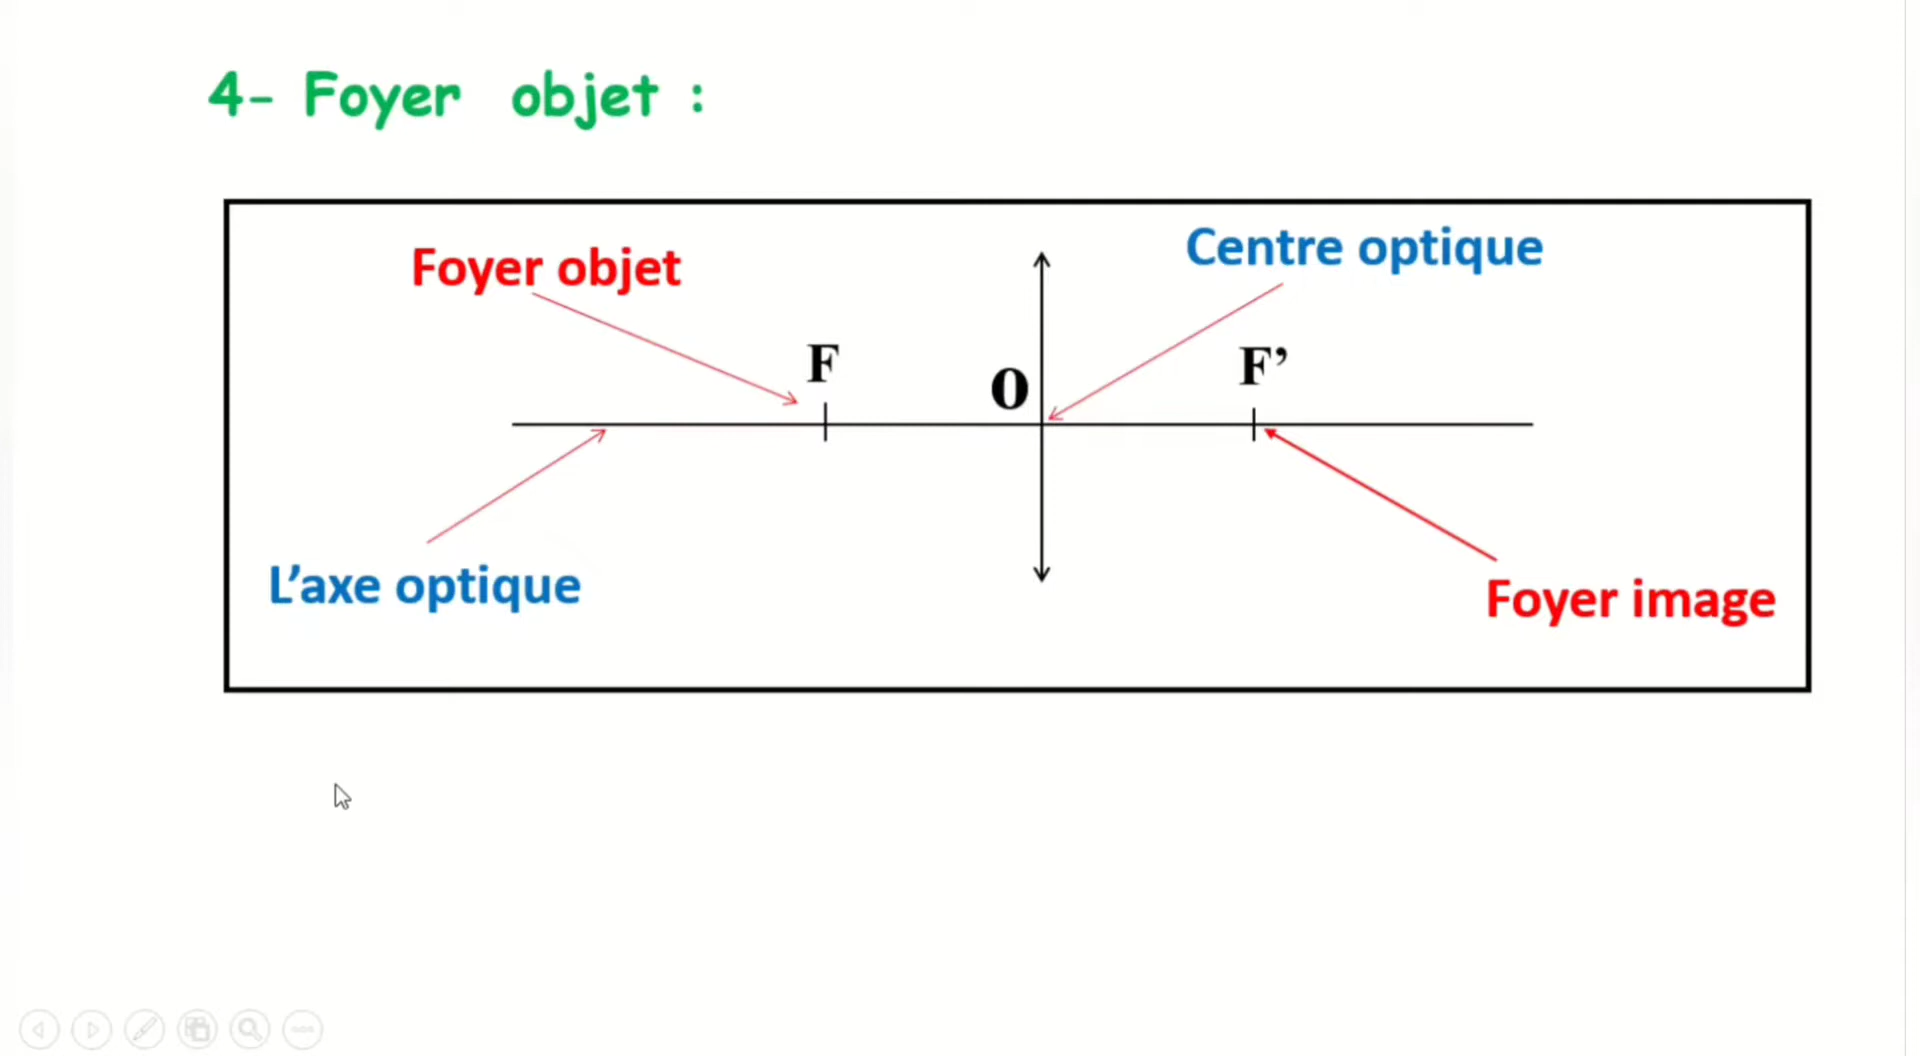 4- Foyer objet :
Foyer objet
Centre optique
F
O
F’
L’axe optique
Foyer image